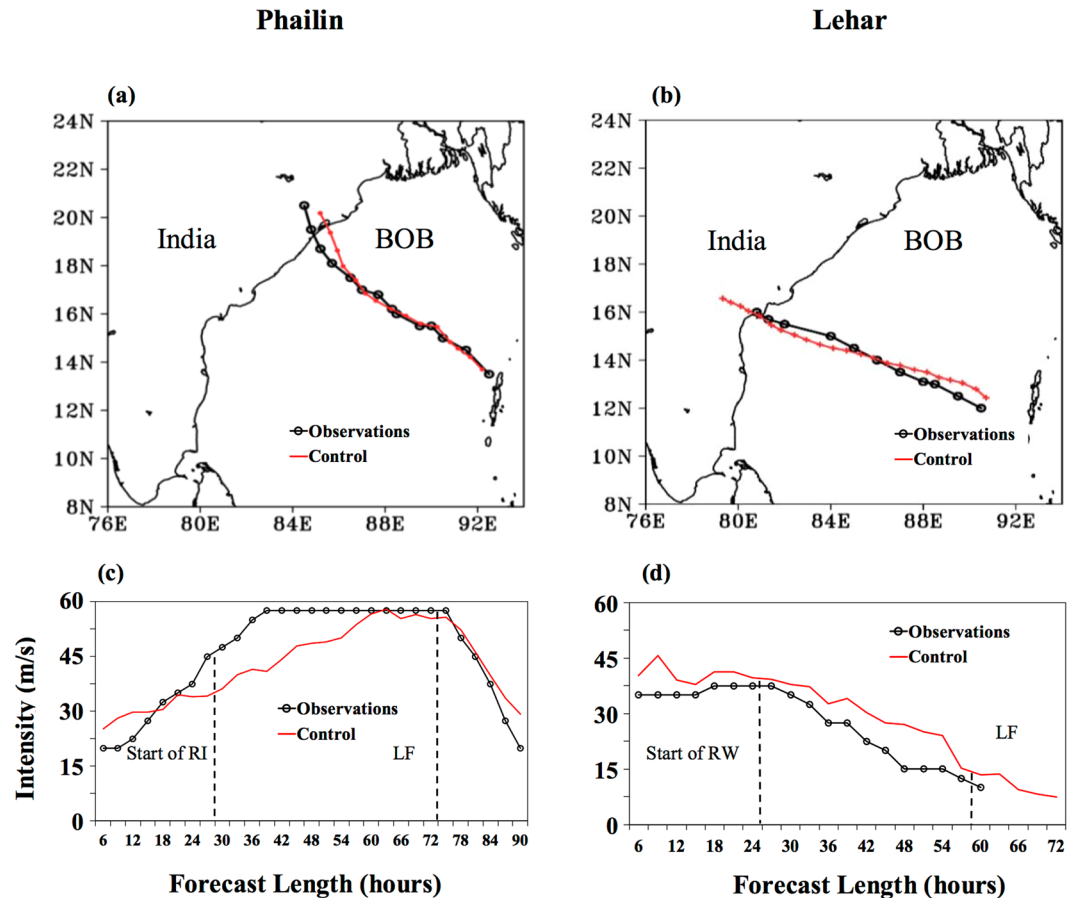 Phailin
Lehar
(a)
24N
22N
20N
18N
16N
14N
12N
10N
8N
76E 80E 84E 88E 92E
India
BOB
Observations
Control
(b)
24N
22N
20N
18N
16N
14N
12N
10N
8N
76E 80E 84E 88E 92E
India
BOB
Observations
Control
(c)
Intensity (m/s)
60
45
30
15
0
Start of RI
LF
Observations
Control
6 12 18 24 30 36 42 48 54 60 66 72 78 84 90
Forecast Length (hours)
(d)
60
45
30
15
0
Observations
Control
Start of RW
LF
6 12 18 24 30 36 42 48 54 60 66 72
Forecast Length (hours)